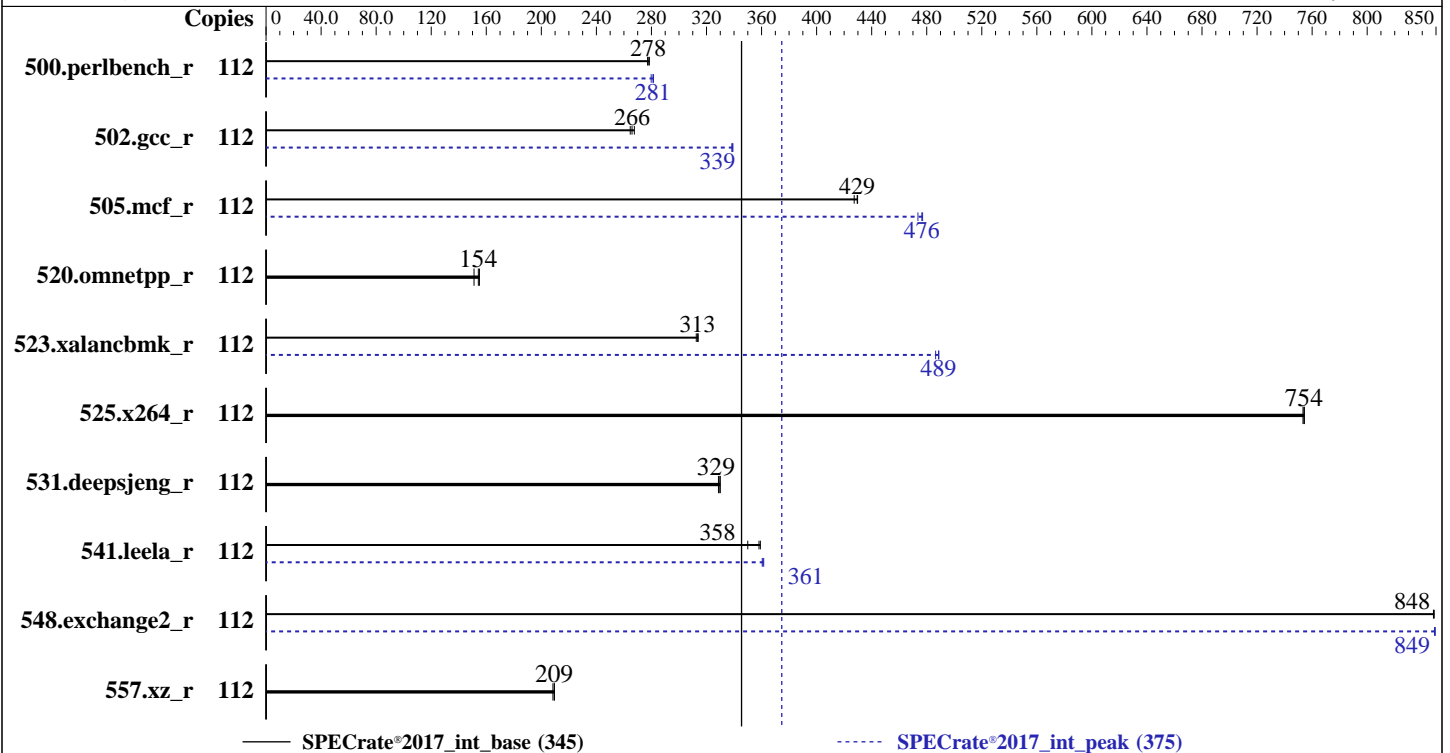 Copies 0 40.0 80.0 120 160 200 240 280 320 360 400 440 480 520 560 600 640 680 720 760 800 850
500.perlbench_r 112 278
281
502.gcc_r 112 266
339
505.mcf_r 112 429
476
520.omnetpp_r 112 154
523.xalancbmk_r 112 313
489
525.x264_r 112 754
531.deepsjeng_r 112 329
541.leela_r 112 358
361
548.exchange2_r 112 848
849
557.xz_r 112 209
SPECrate®2017_int_base (345) SPECrate®2017_int_peak (375)